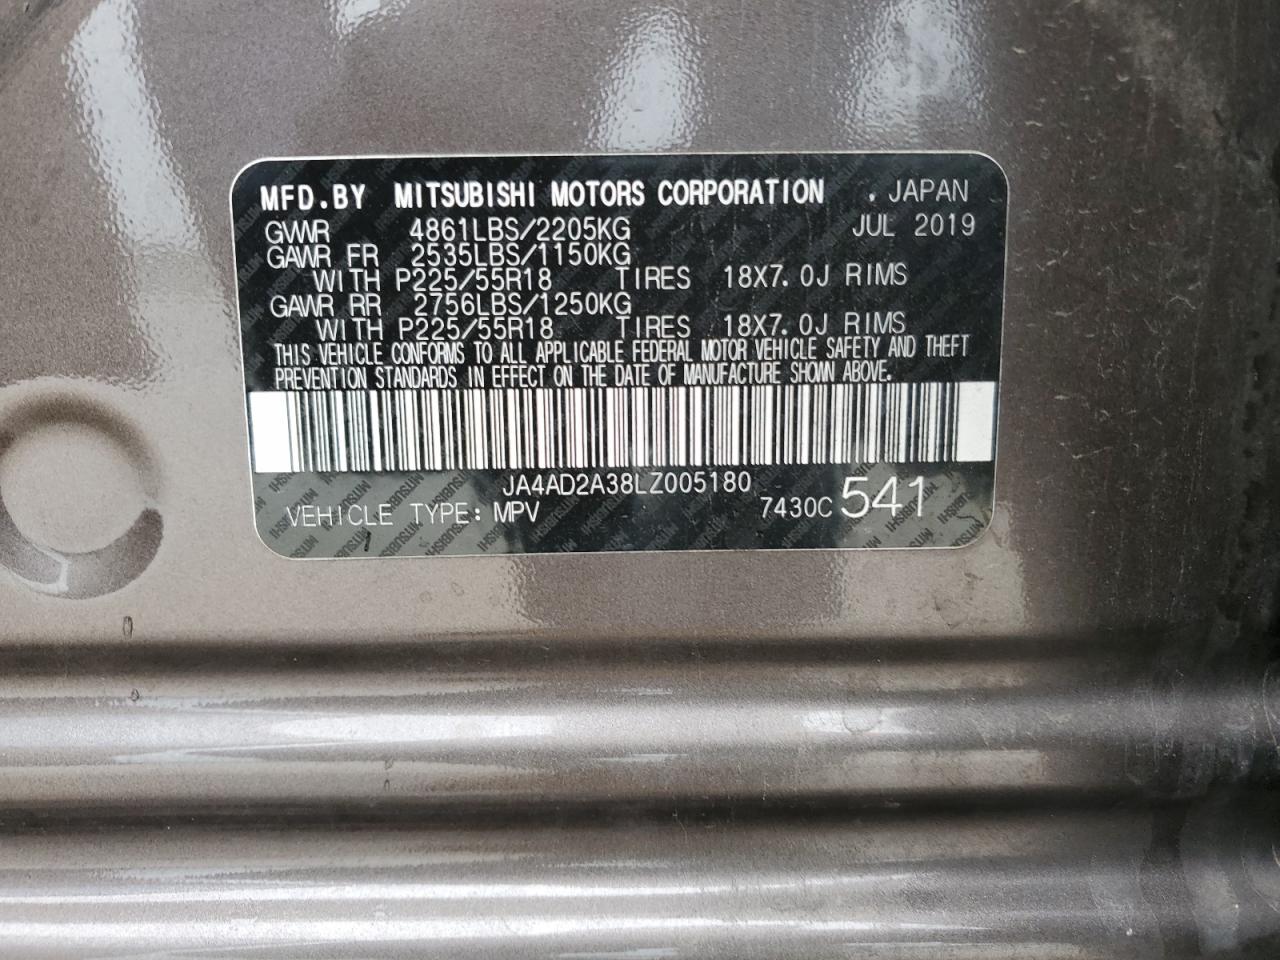 MFD.BY MITSUBISHI MOTORS CORPORATION . JAPAN
GVWR 4861LBS/2205KG JUL 2019
GAWR FR 2535LBS/1150KG
WITH P225/55R18 TIRES 18X7.0J RIMS
GAWR RR 2756LBS/1250KG
WITH P225/55R18 TIRES 18X7.0J RIMS
THIS VEHICLE CONFORMS TO ALL APPLICABLE FEDERAL MOTOR VEHICLE SAFETY AND THEFT
PREVENTION STANDARDS IN EFFECT ON THE DATE OF MANUFACTURE SHOWN ABOVE.
JA4AD2A38LZ005180
VEHICLE TYPE: MPV 7430C 541